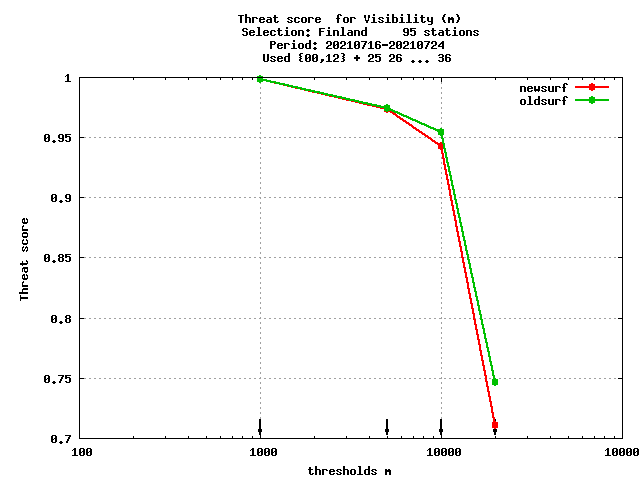 Threat score  for Visibility (m)
Selection: Finland     95 stations
Period: 20210716-20210724
Used {00,12} + 25 26 ... 36
newsurf
oldsurf
1
0.95
0.9
0.85
0.8
0.75
0.7
Threat score
100 1000 10000 10000
thresholds m